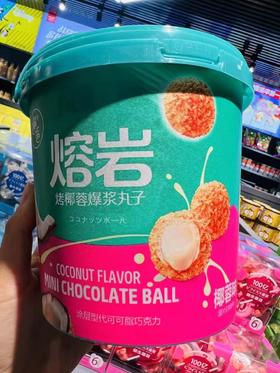 熔岩
烤椰蓉爆浆丸子
ココナッツボール
COCONUT FLAVOR
MINI CHOCOLATE BALL
涂层型代可可脂巧克力
椰蓉